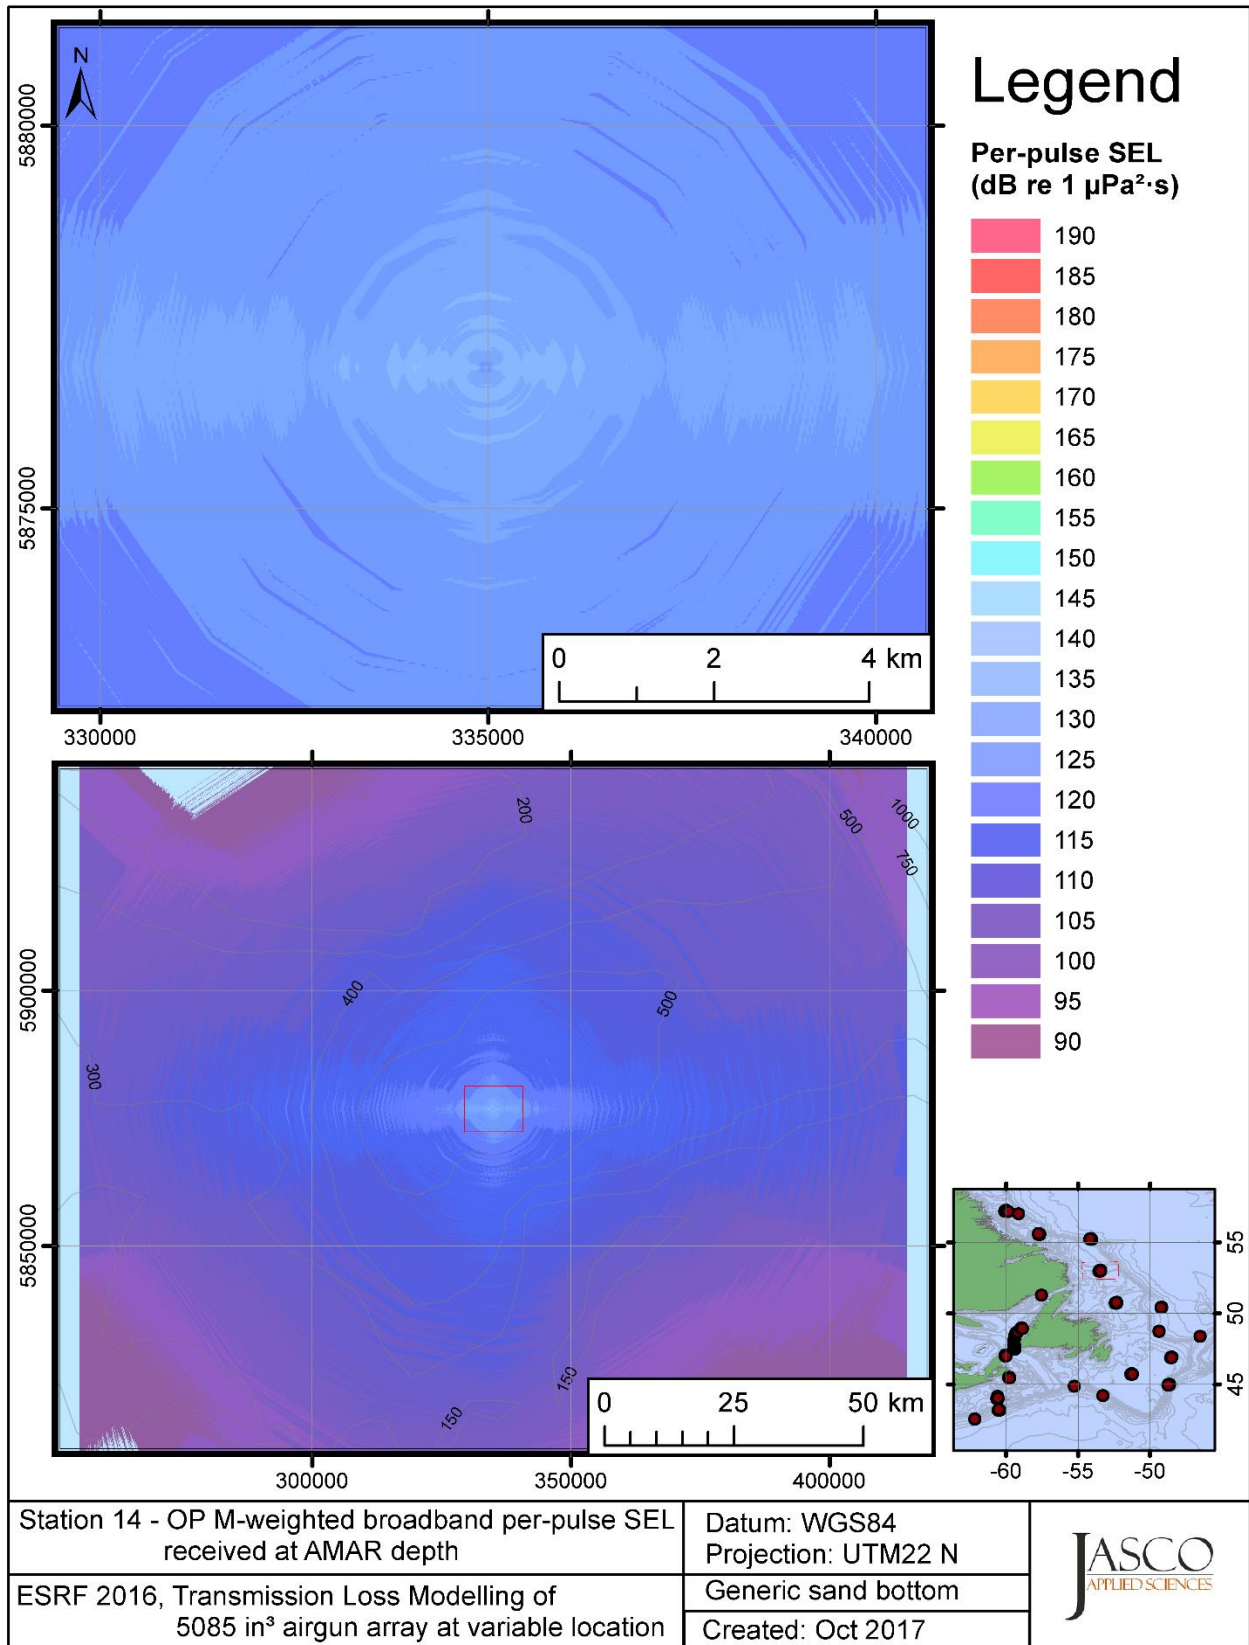 N
5880000
5875000
0 2 4 km
330000 335000 340000
Legend
Per-pulse SEL
(dB re 1 µPa²·s)
190
185
180
175
170
165
160
155
150
145
140
135
130
125
120
115
110
105
100
95
90
200
500
1000
750
400
500
300
150
150
5900000
5850000
0 25 50 km
300000 350000 400000
55
50
45
-60 -55 -50
Station 14 - OP M-weighted broadband per-pulse SEL
received at AMAR depth
ESRF 2016, Transmission Loss Modelling of
5085 in³ airgun array at variable location
Datum: WGS84
Projection: UTM22 N
Generic sand bottom
Created: Oct 2017
JASCO
APPLIED SCIENCES